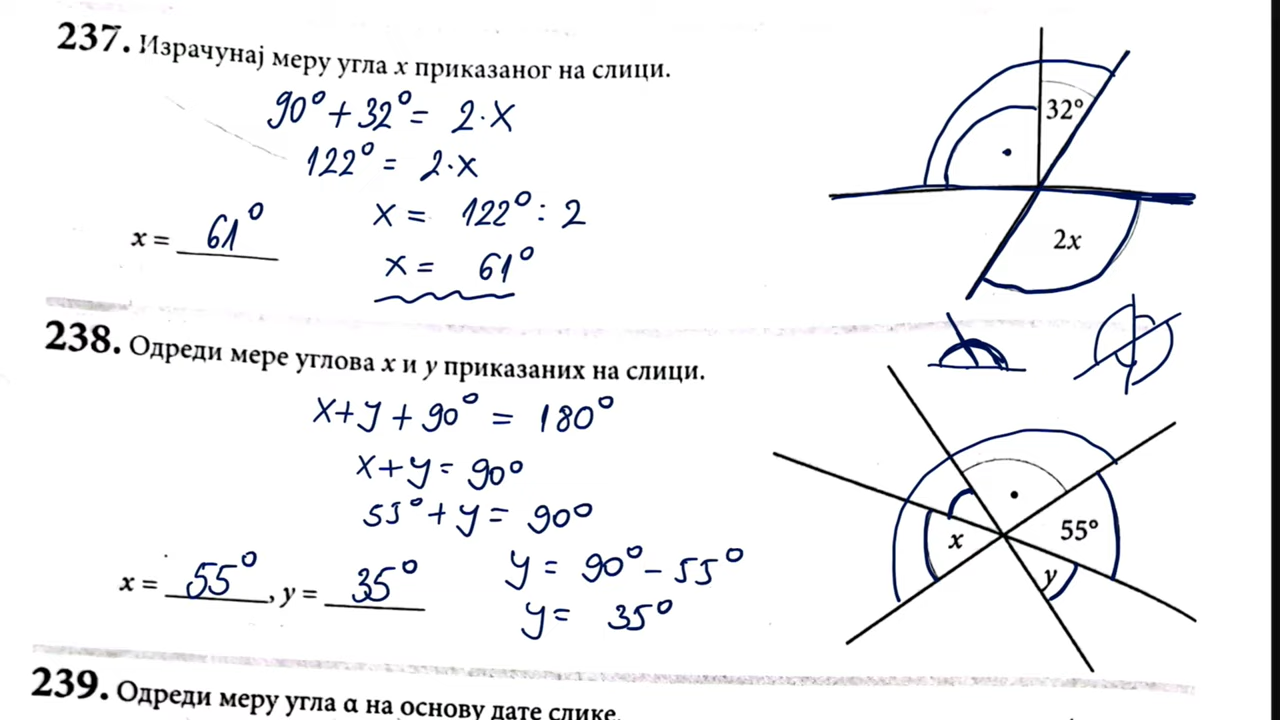 237. Израчунај меру угла x приказаног на слици.
90° + 32° = 2·x
122° = 2·x
x = 122° : 2
x = 61°
x = 61°
32°
2x
238. Одреди мере углова x и y приказаних на слици.
x + y + 90° = 180°
x + y = 90°
55° + y = 90°
y = 90° - 55°
x = 55°, y = 35°
y = 35°
x
55°
y
239. Одреди меру угла α на основу дате слике.